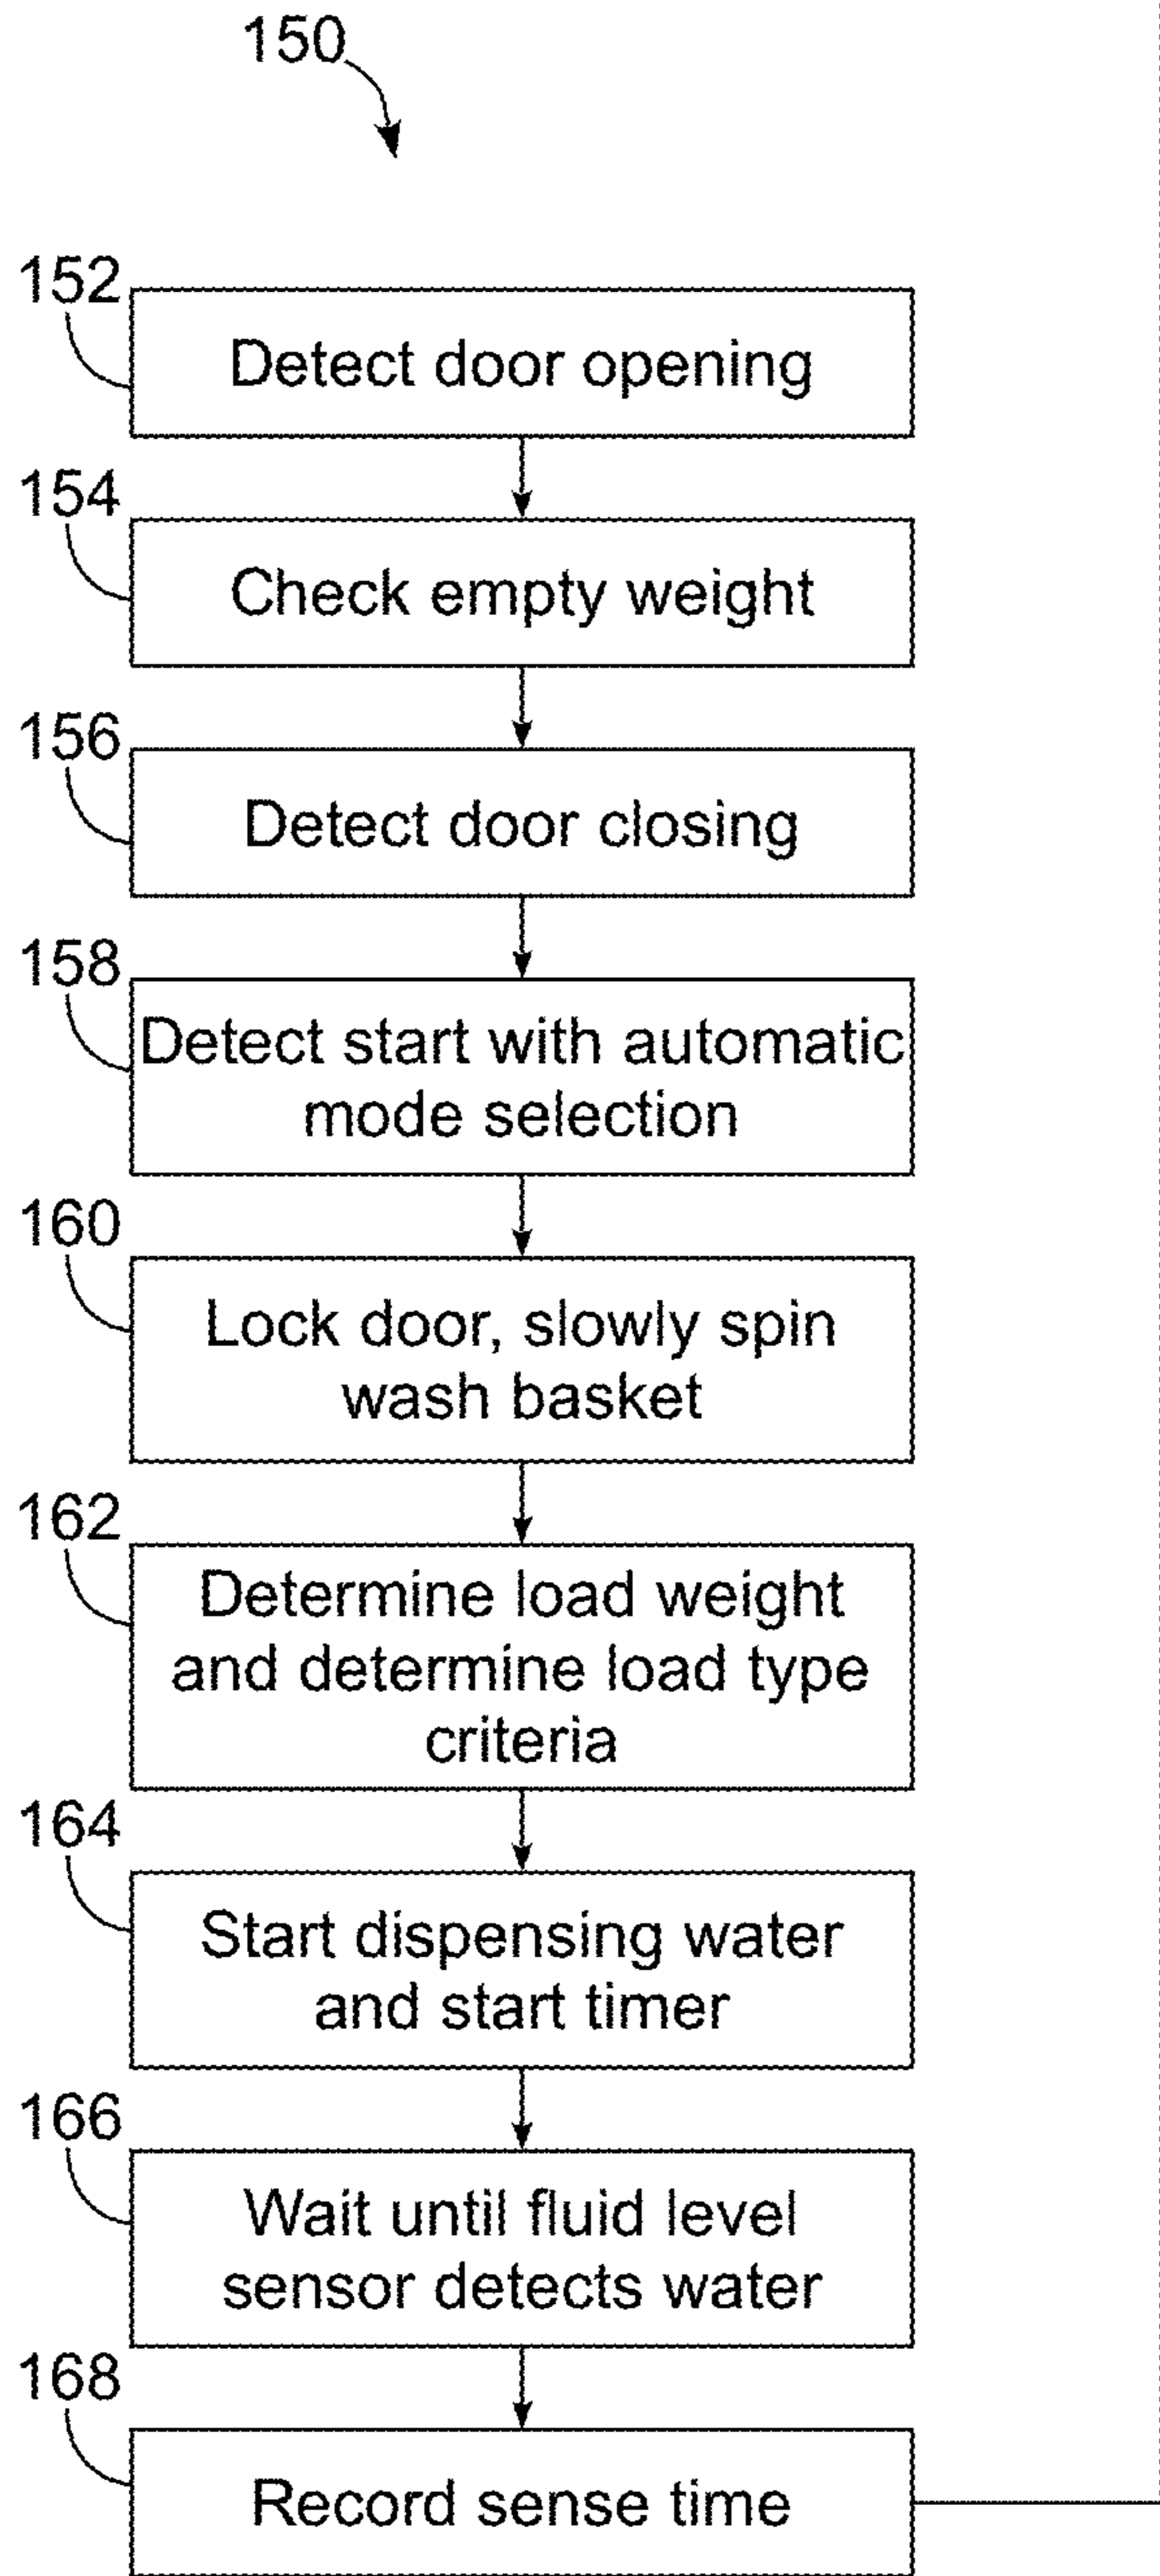 150
152
Detect door opening
154
Check empty weight
156
Detect door closing
158
Detect start with automatic
mode selection
160
Lock door, slowly spin
wash basket
162
Determine load weight
and determine load type
criteria
164
Start dispensing water
and start timer
166
Wait until fluid level
sensor detects water
168
Record sense time